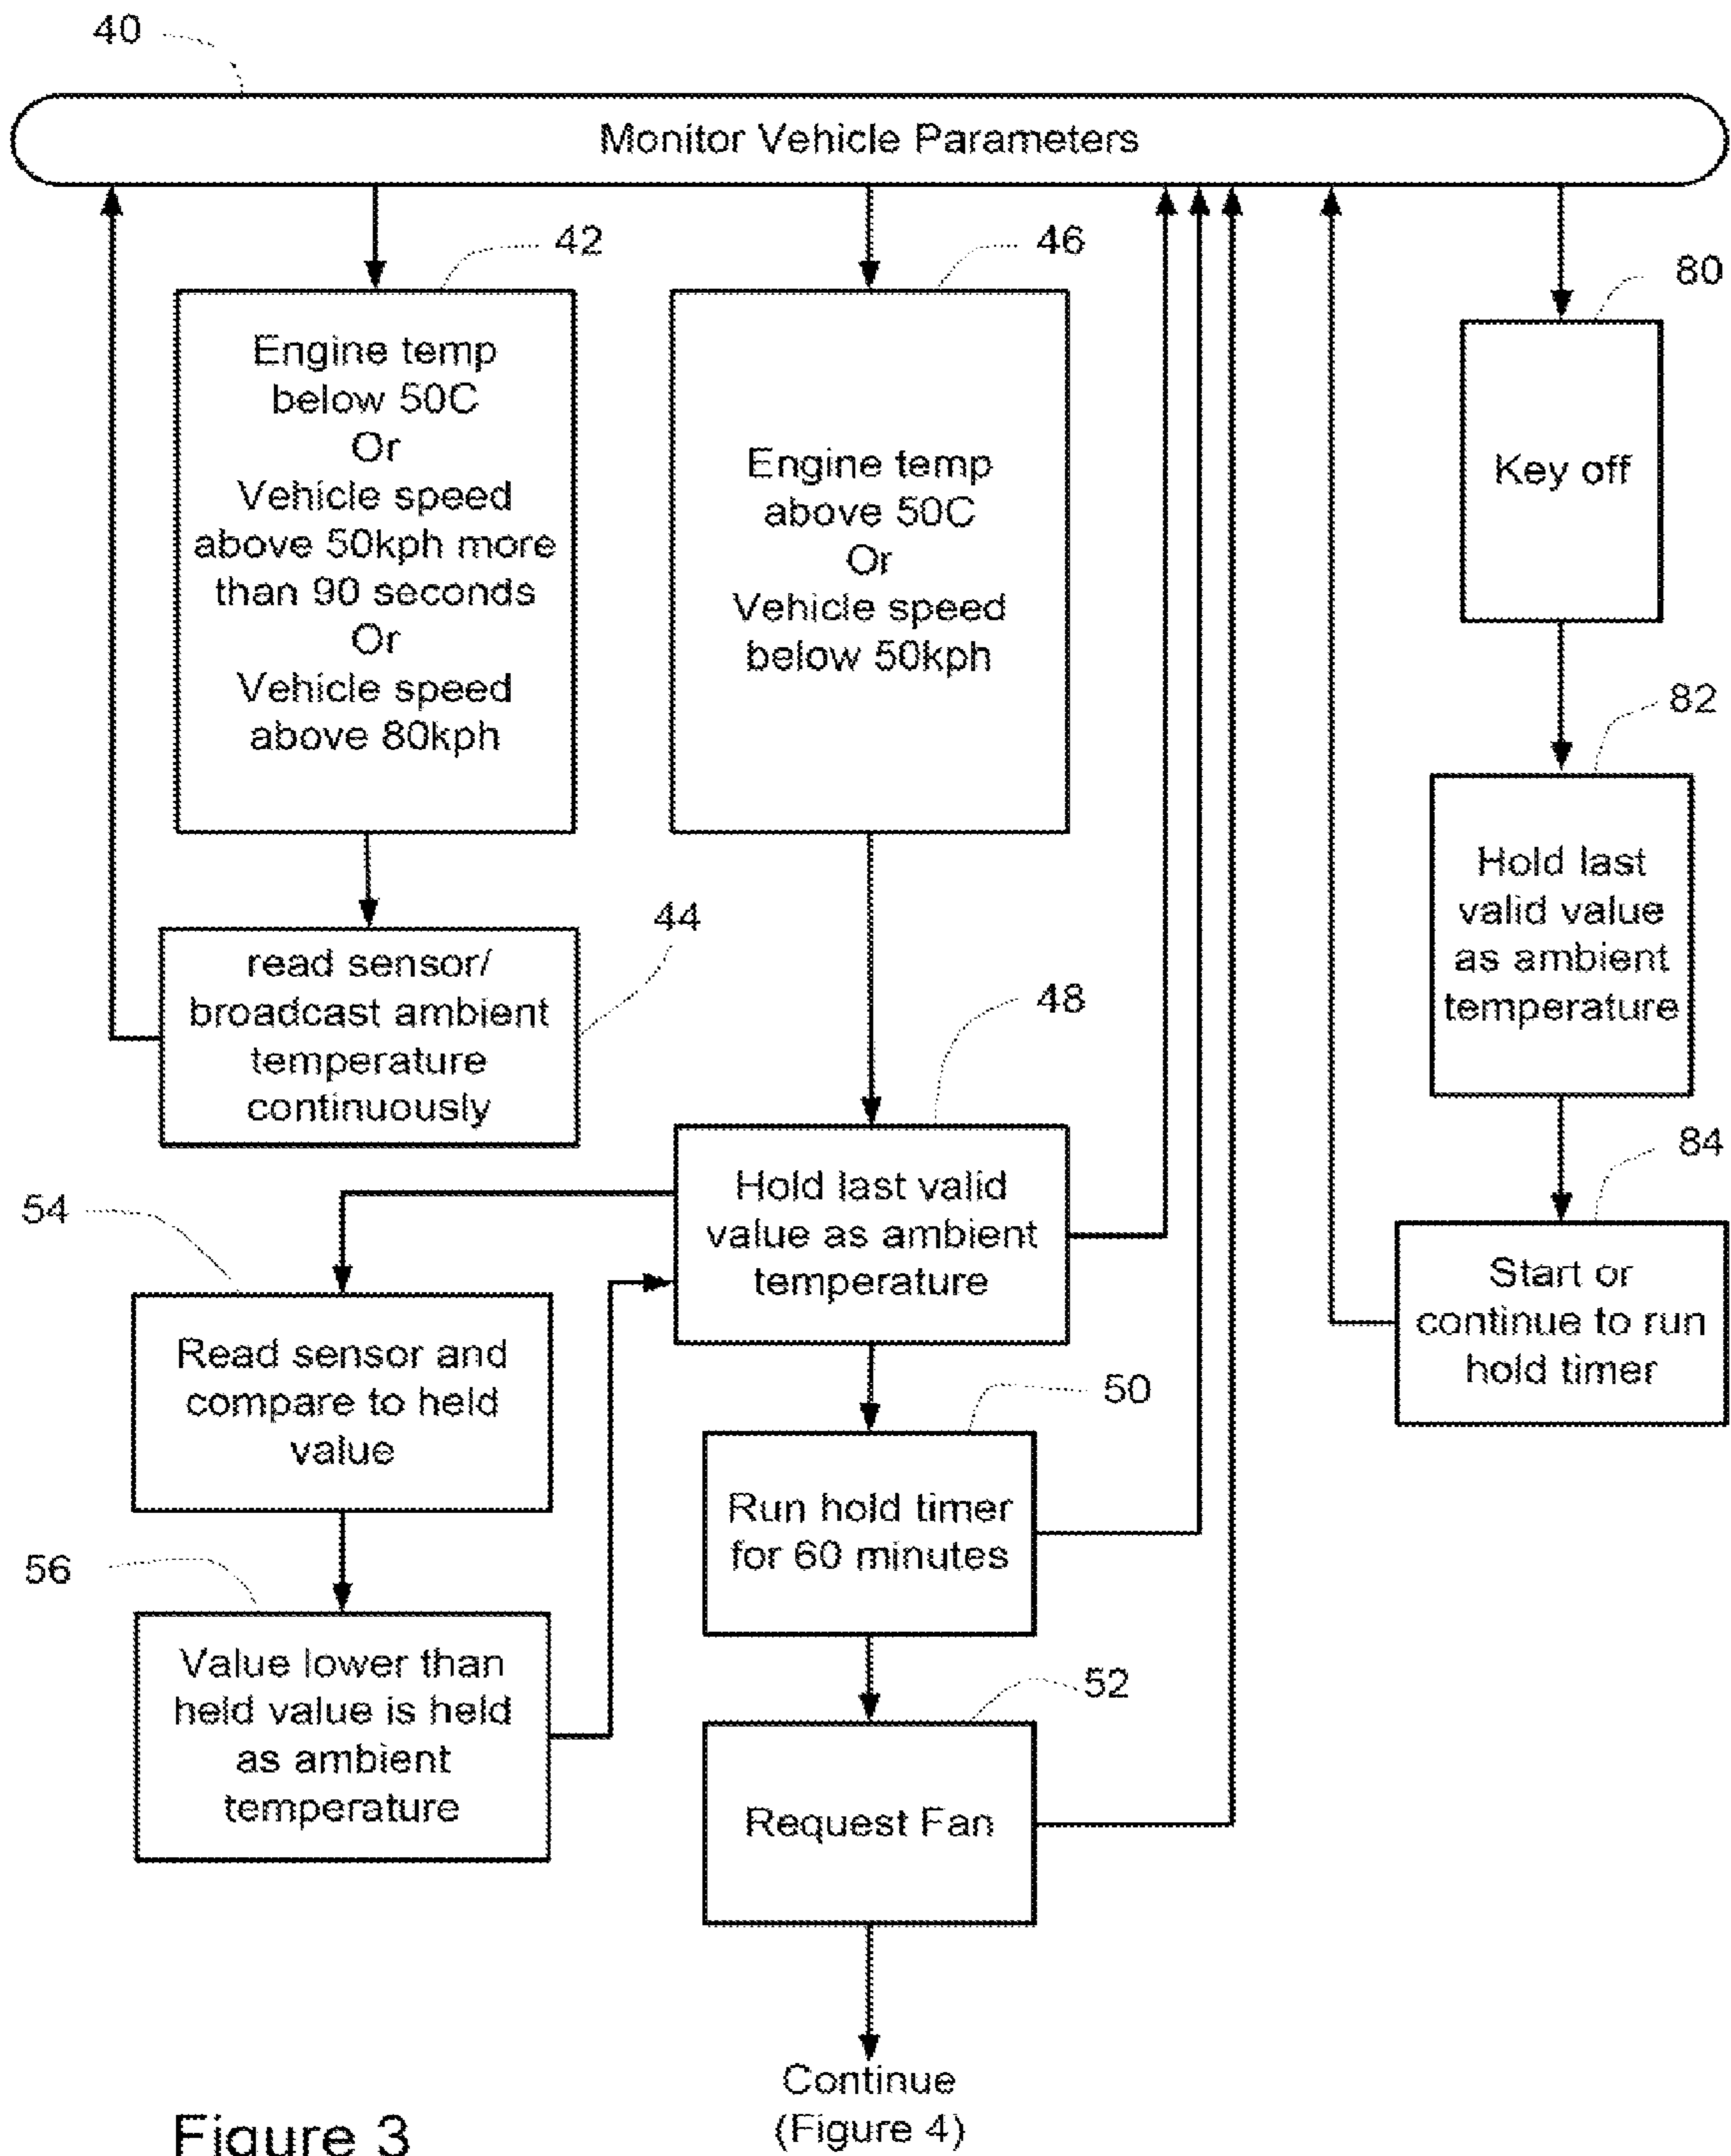 40
Monitor Vehicle Parameters
42
Engine temp
below 50C
Or
Vehicle speed
above 50kph more
than 90 seconds
Or
Vehicle speed
above 80kph
44
read sensor/
broadcast ambient
temperature
continuously
46
Engine temp
above 50C
Or
Vehicle speed
below 50kph
48
Hold last valid
value as ambient
temperature
54
Read sensor and
compare to held
value
56
Value lower than
held value is held
as ambient
temperature
50
Run hold timer
for 60 minutes
52
Request Fan
Continue
(Figure 4)
80
Key off
82
Hold last
valid value
as ambient
temperature
84
Start or
continue to run
hold timer
Figure 3